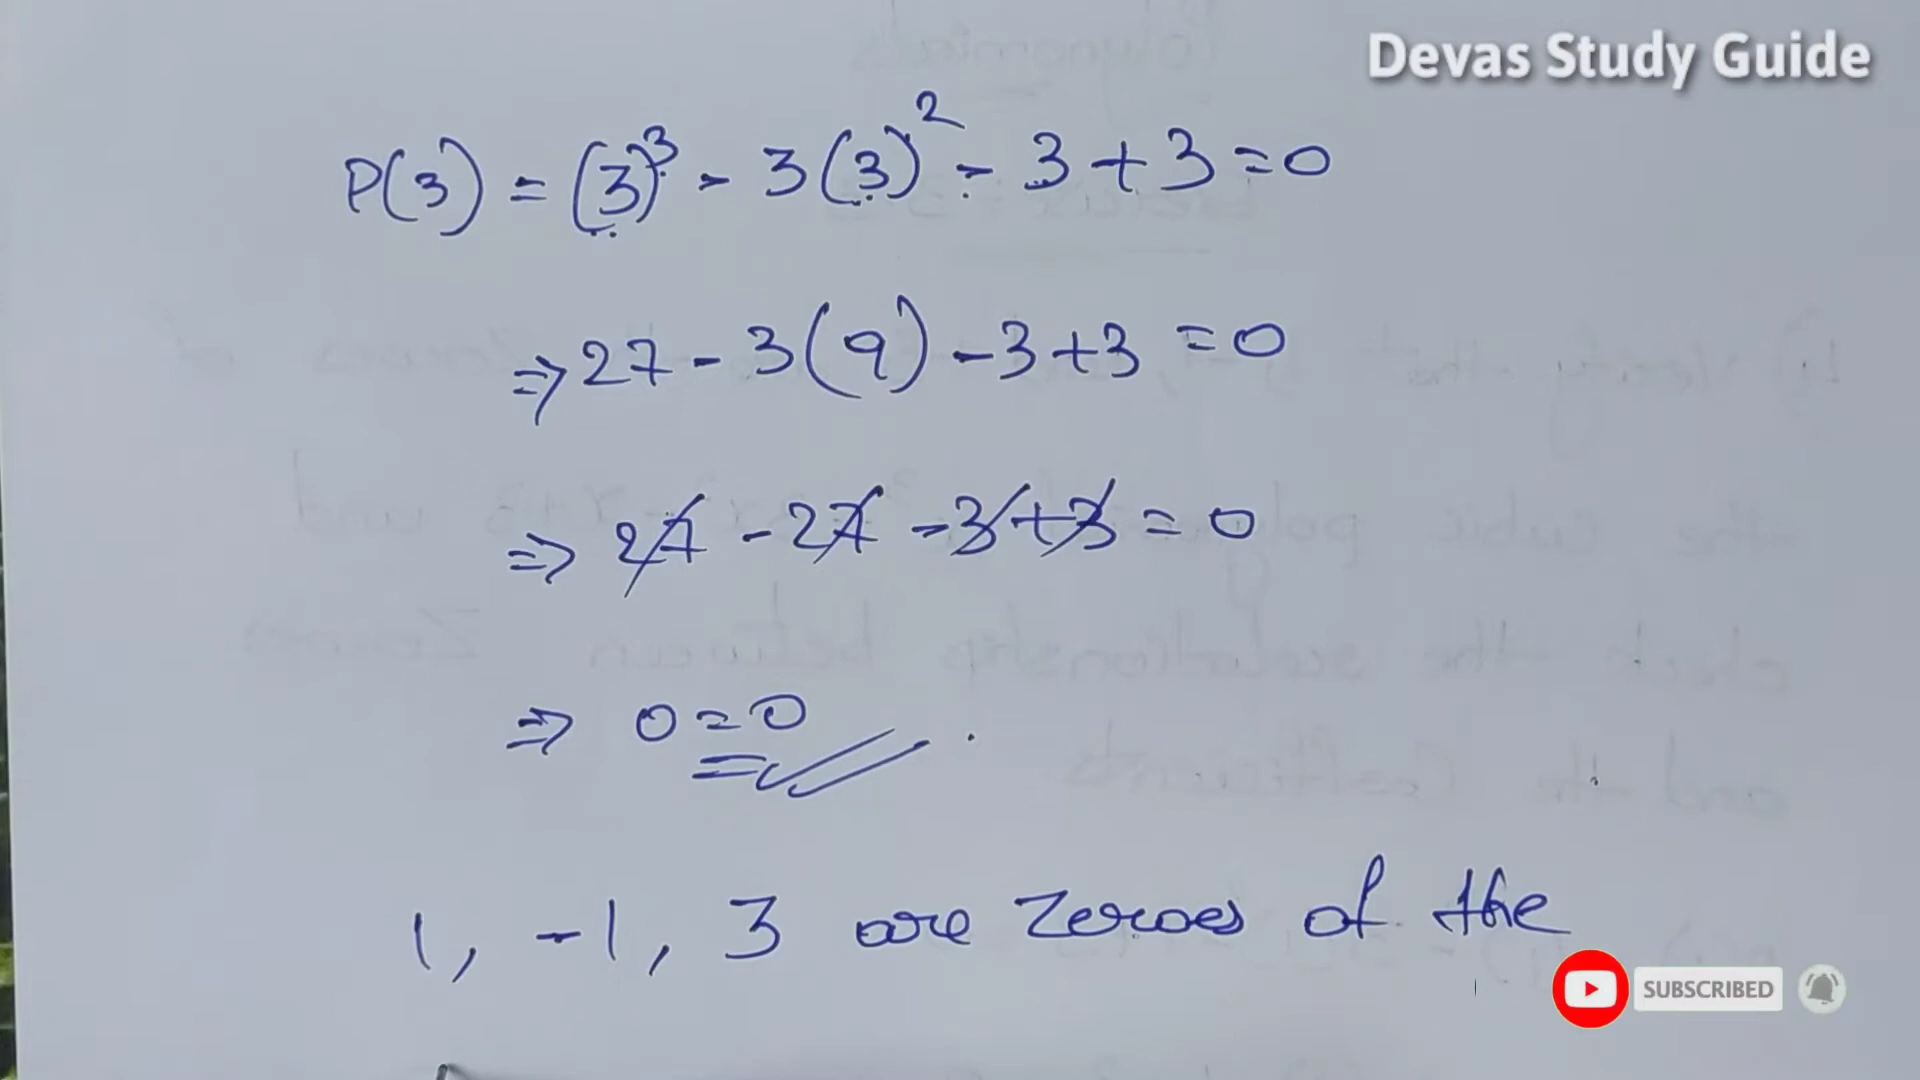 Devas Study Guide
P(3) = (3)³ - 3(3)² - 3 + 3 = 0
⇒ 27 - 3(9) - 3 + 3 = 0
⇒ 27 - 27 - 3 + 3 = 0
⇒ 0 = 0
1, -1, 3 are zeroes of the
SUBSCRIBED